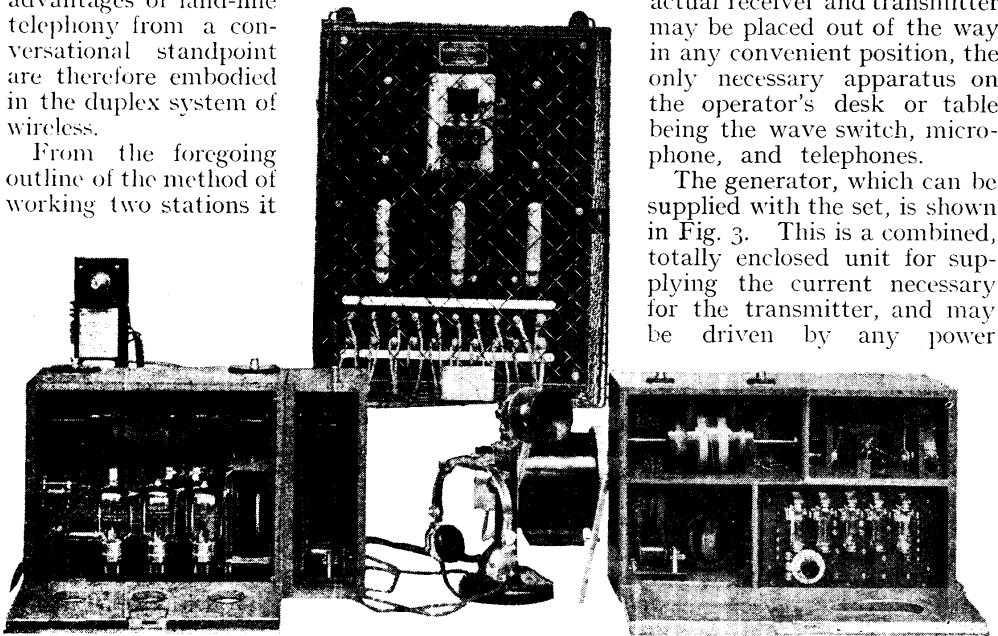 advantages of land-line
telephony from a con-
versational standpoint
are therefore embodied
in the duplex system of
wireless.
From the foregoing
outline of the method of
working two stations it
actual receiver and transmitter
may be placed out of the way
in any convenient position, the
only necessary apparatus on
the operator's desk or table
being the wave switch, micro-
phone, and telephones.
The generator, which can be
supplied with the set, is shown
in Fig. 3. This is a combined,
totally enclosed unit for sup-
plying the current necessary
for the transmitter, and may
be driven by any power